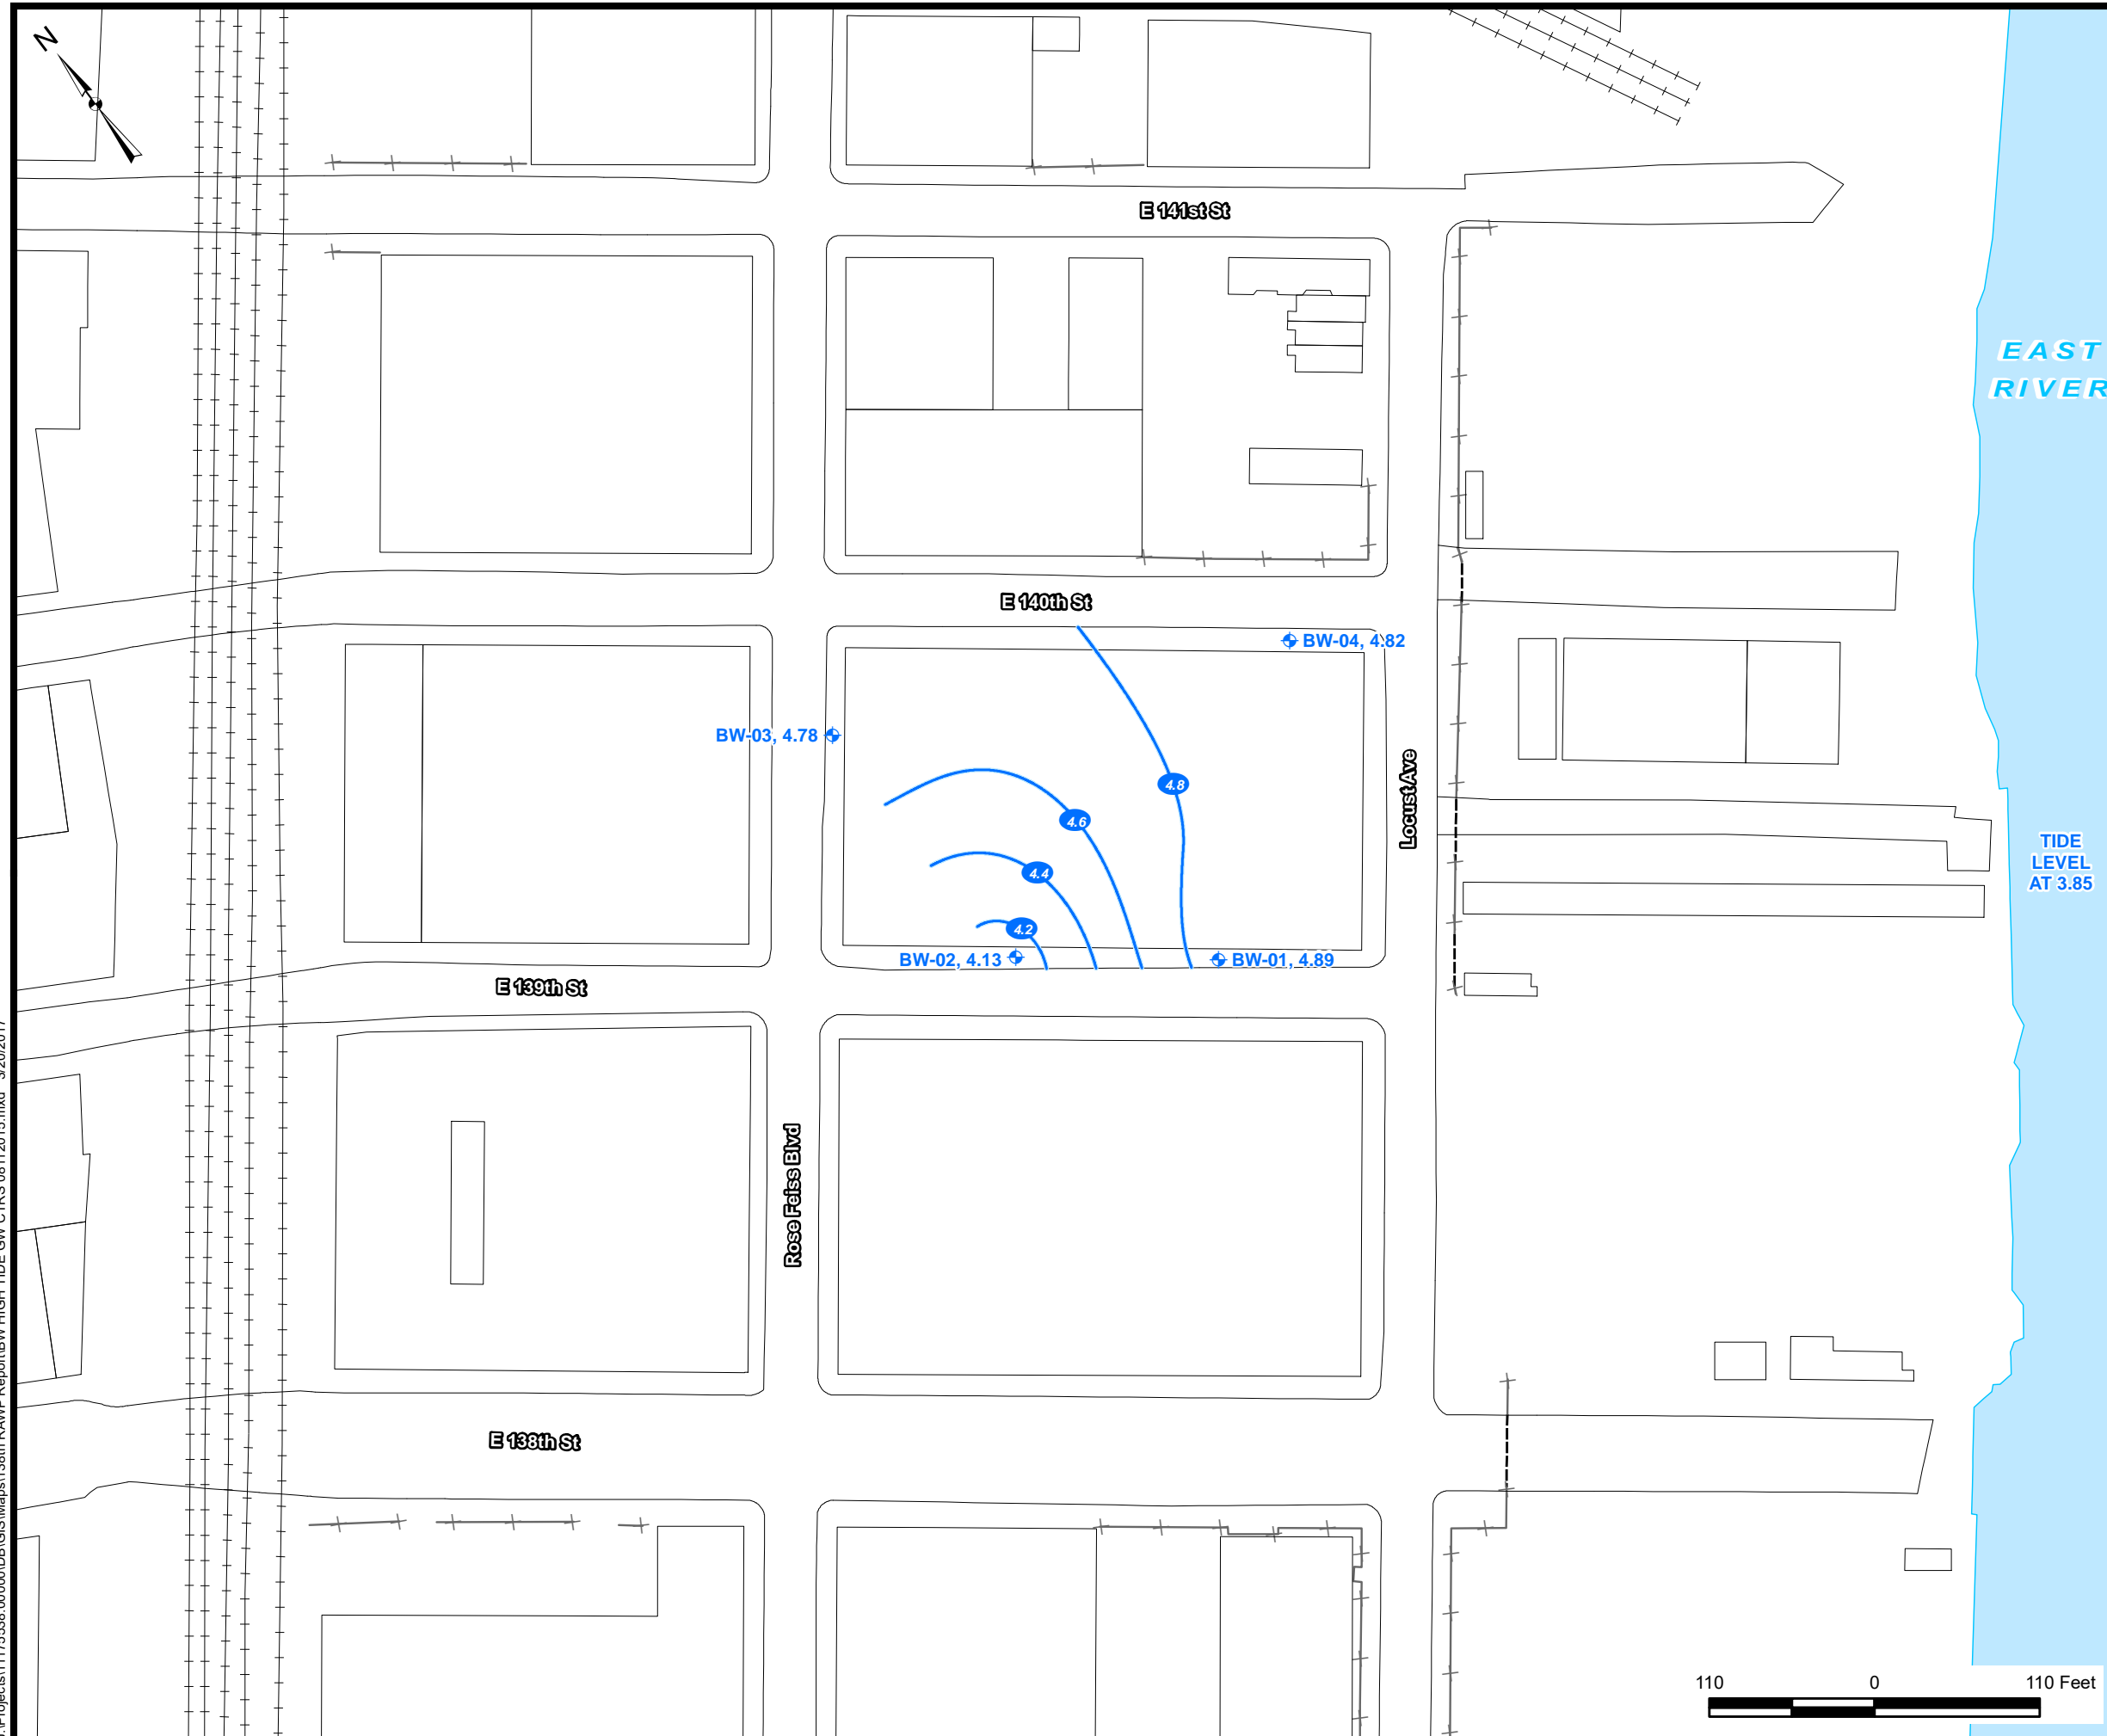 N
E 141st St
EAST
RIVER
E 140th St
BW-04, 4.82
BW-03, 4.78
4.8
Locust Ave
4.6
TIDE
LEVEL
AT 3.85
4.4
4.2
BW-02, 4.13
BW-01, 4.89
E 139th St
Rose Feiss Blvd
E 138th St
110 0 110 Feet